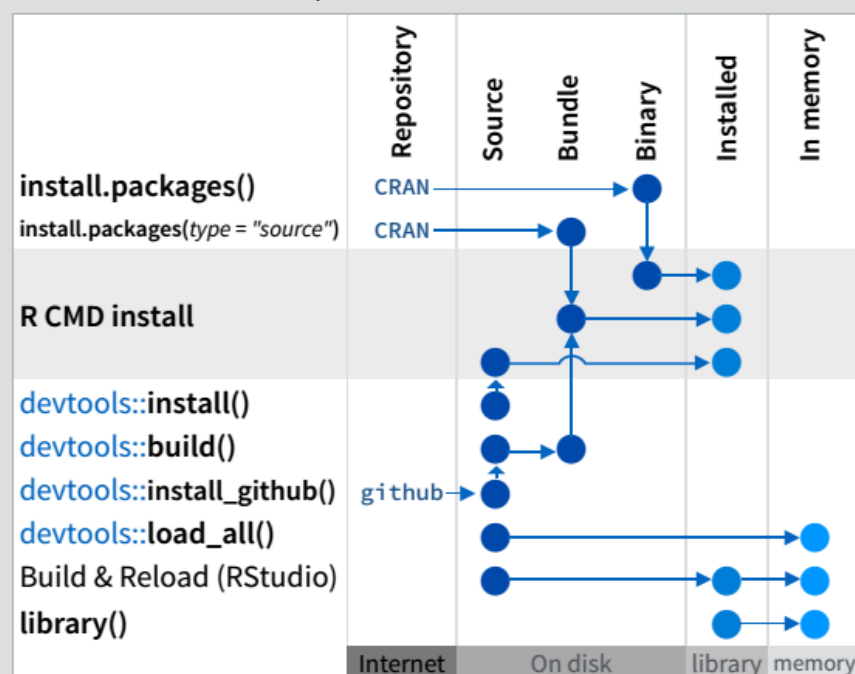 Repository
Source
Bundle
Binary
Installed
In memory
install.packages() CRAN
install.packages(type = "source") CRAN
R CMD install
devtools::install()
devtools::build()
devtools::install_github() github
devtools::load_all()
Build & Reload (RStudio)
library()
Internet On disk library memory